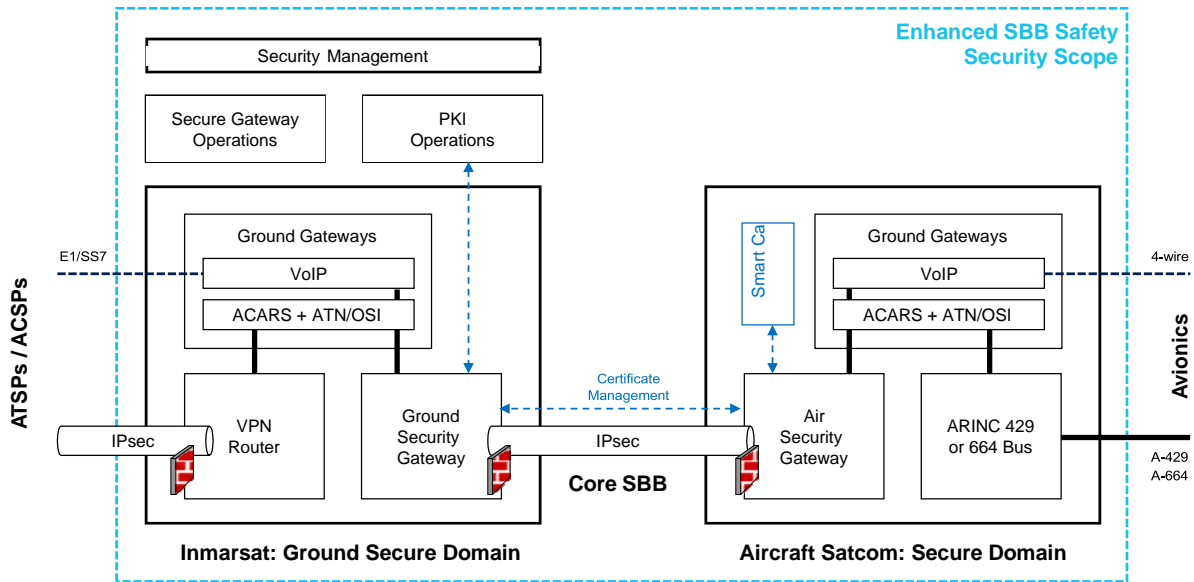 Enhanced SBB Safety
Security Scope
Security Management
Secure Gateway
Operations
PKI
Operations
Ground Gateways
VoIP
ACARS + ATN/OSI
E1/SS7
ATSPs / ACSPs
VPN
Router
Ground
Security
Gateway
IPsec
Inmarsat: Ground Secure Domain
Certificate
Management
IPsec
Core SBB
Smart Ca
Ground Gateways
VoIP
ACARS + ATN/OSI
4-wire
Avionics
Air
Security
Gateway
ARINC 429
or 664 Bus
A-429
A-664
Aircraft Satcom: Secure Domain